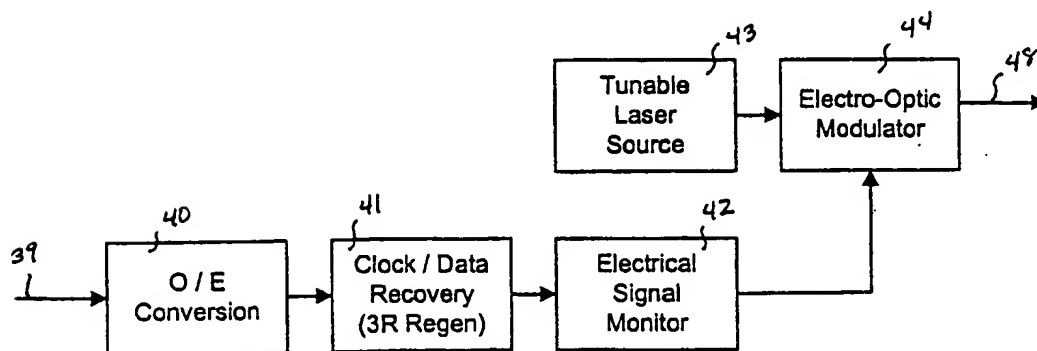 43
44
48
Tunable
Laser
Source
Electro-Optic
Modulator
39
40
41
42
O / E
Conversion
Clock / Data
Recovery
(3R Regen)
Electrical
Signal
Monitor